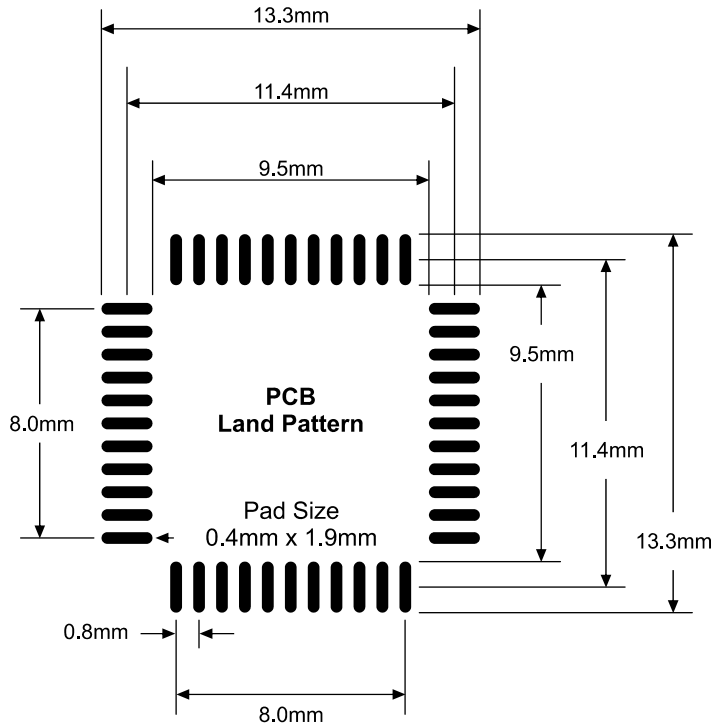 13.3mm
11.4mm
9.5mm
9.5mm
PCB
Land Pattern
8.0mm
11.4mm
Pad Size
0.4mm x 1.9mm
13.3mm
0.8mm
8.0mm